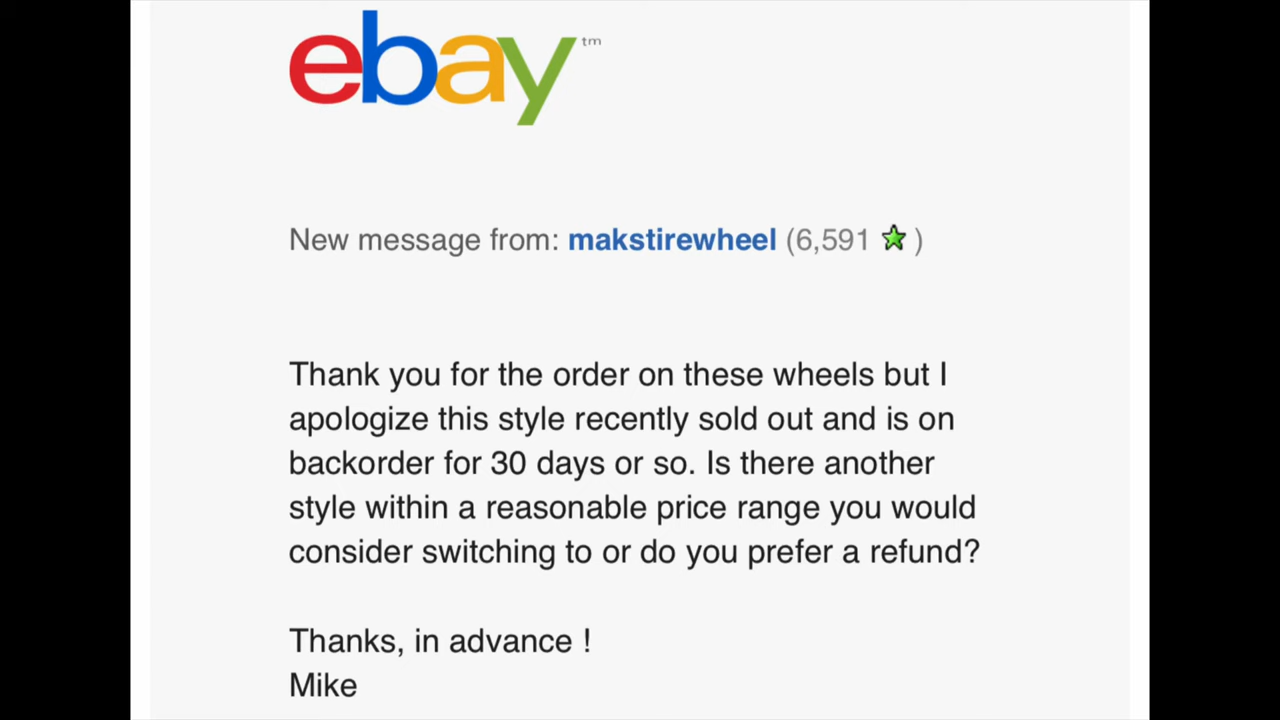 ebay™
New message from: makstirewheel (6,591 ★ )
Thank you for the order on these wheels but I
apologize this style recently sold out and is on
backorder for 30 days or so. Is there another
style within a reasonable price range you would
consider switching to or do you prefer a refund?
Thanks, in advance !
Mike